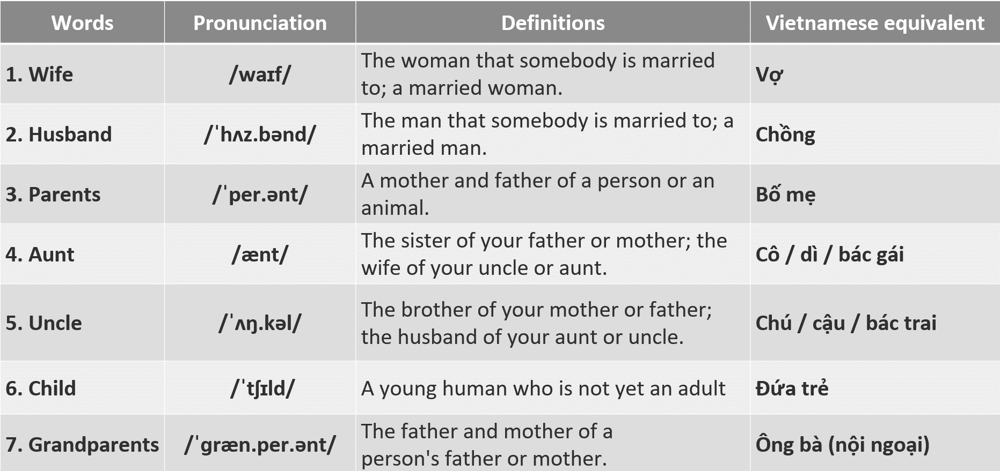 Words Pronunciation Definitions Vietnamese equivalent
1. Wife /waɪf/ The woman that somebody is married
to; a married woman. Vợ
2. Husband /ˈhʌz.bənd/ The man that somebody is married to; a
married man. Chồng
3. Parents /ˈper.ənt/ A mother and father of a person or an
animal. Bố mẹ
4. Aunt /ænt/ The sister of your father or mother; the
wife of your uncle or aunt. Cô / dì / bác gái
5. Uncle /ˈʌŋ.kəl/ The brother of your mother or father;
the husband of your aunt or uncle. Chú / cậu / bác trai
6. Child /ˈtʃɪld/ A young human who is not yet an adult Đứa trẻ
7. Grandparents /ˈɡræn.per.ənt/ The father and mother of a
person's father or mother. Ông bà (nội ngoại)